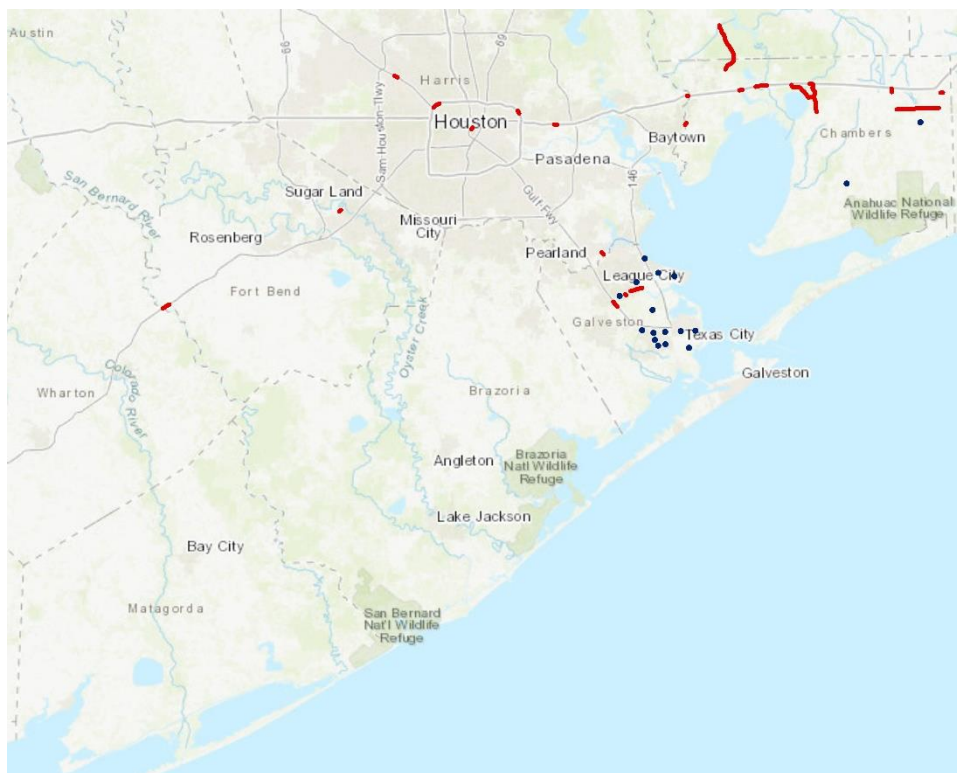 Austin
66
69
Harris
Sam-Houston-Tlwy
Houston
Baytown
Chambers
Pasadena
146
San Bernard
River
Sugar Land
Gulf-Fwy
Anahuac National
Wildlife Refuge
Missouri
City
Rosenberg
Pearland
League City
Fort Bend
Galveston
Texas City
Oyster Creek
Galveston
Colorado
River
Wharton
Brazoria
Angleton
Brazoria
Natl Wildlife
Refuge
Lake Jackson
Bay City
Matagorda
San Bernard
Nat'l Wildlife
Refuge